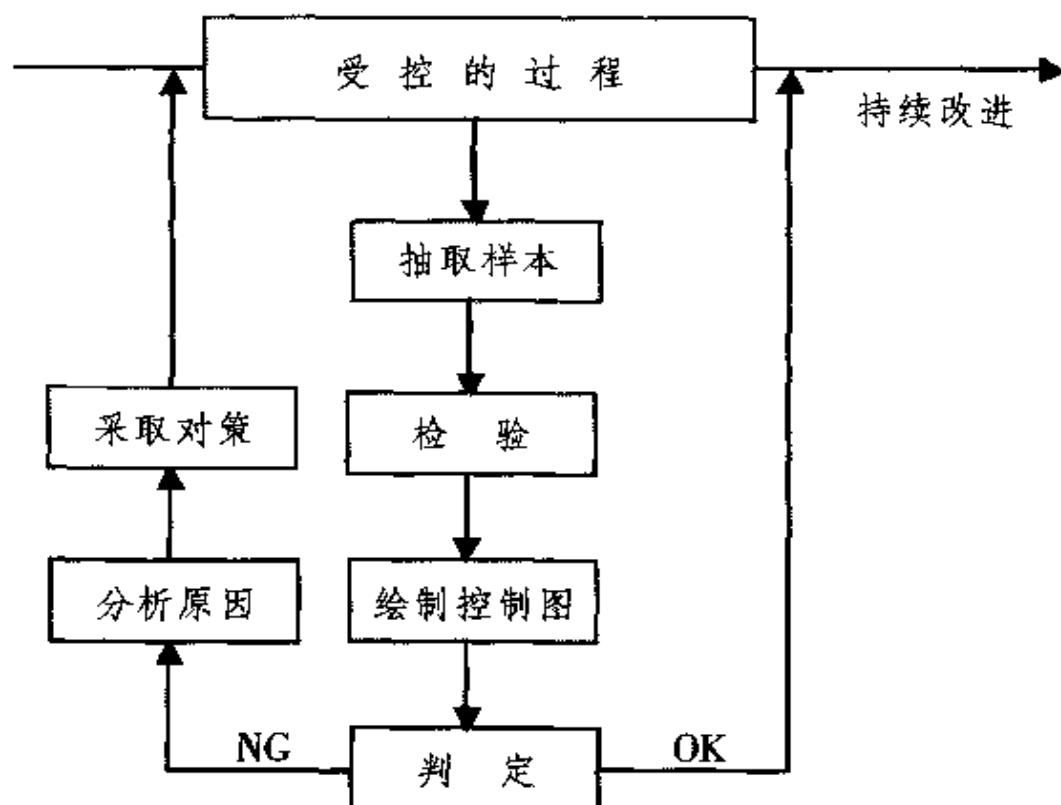 受控的过程
持续改进
抽取样本
采取对策
检验
分析原因
绘制控制图
NG
判定
OK